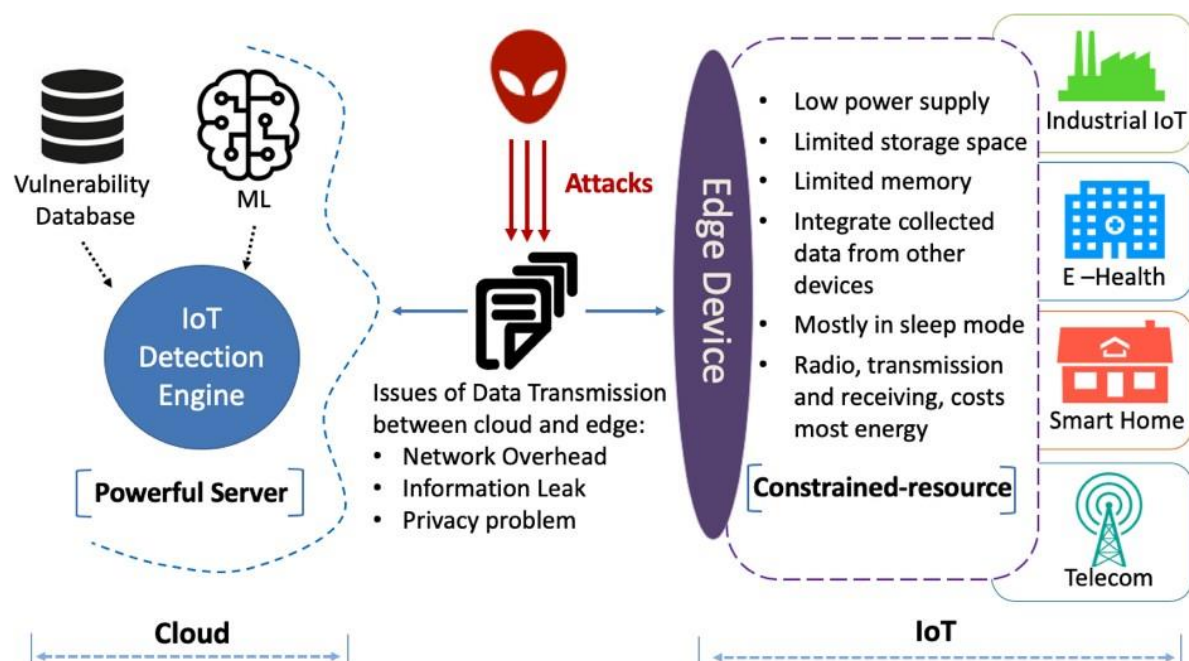 Vulnerability
Database
ML
IoT
Detection
Engine
Powerful Server
Cloud
Attacks
Issues of Data Transmission
between cloud and edge:
• Network Overhead
• Information Leak
• Privacy problem
Edge Device
• Low power supply
• Limited storage space
• Limited memory
• Integrate collected
data from other
devices
• Mostly in sleep mode
• Radio, transmission
and receiving, costs
most energy
Constrained-resource
Industrial IoT
E –Health
Smart Home
Telecom
IoT